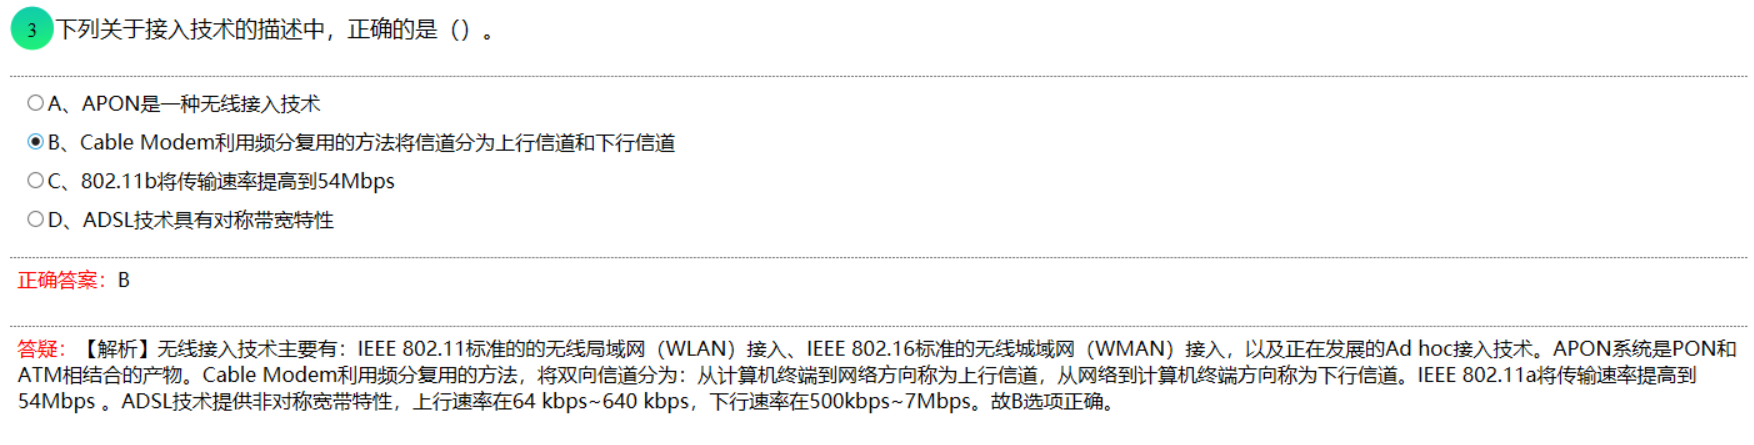 3 下列关于接入技术的描述中，正确的是（）。
A、APON是一种无线接入技术
B、Cable Modem利用频分复用的方法将信道分为上行信道和下行信道
C、802.11b将传输速率提高到54Mbps
D、ADSL技术具有对称带宽特性
正确答案：B
答疑：【解析】无线接入技术主要有：IEEE 802.11标准的的无线局域网（WLAN）接入、IEEE 802.16标准的无线城域网（WMAN）接入，以及正在发展的Ad hoc接入技术。APON系统是PON和
ATM相结合的产物。Cable Modem利用频分复用的方法，将双向信道分为：从计算机终端到网络方向称为上行信道，从网络到计算机终端方向称为下行信道。IEEE 802.11a将传输速率提高到
54Mbps 。ADSL技术提供非对称宽带特性，上行速率在64 kbps~640 kbps，下行速率在500kbps~7Mbps。故B选项正确。